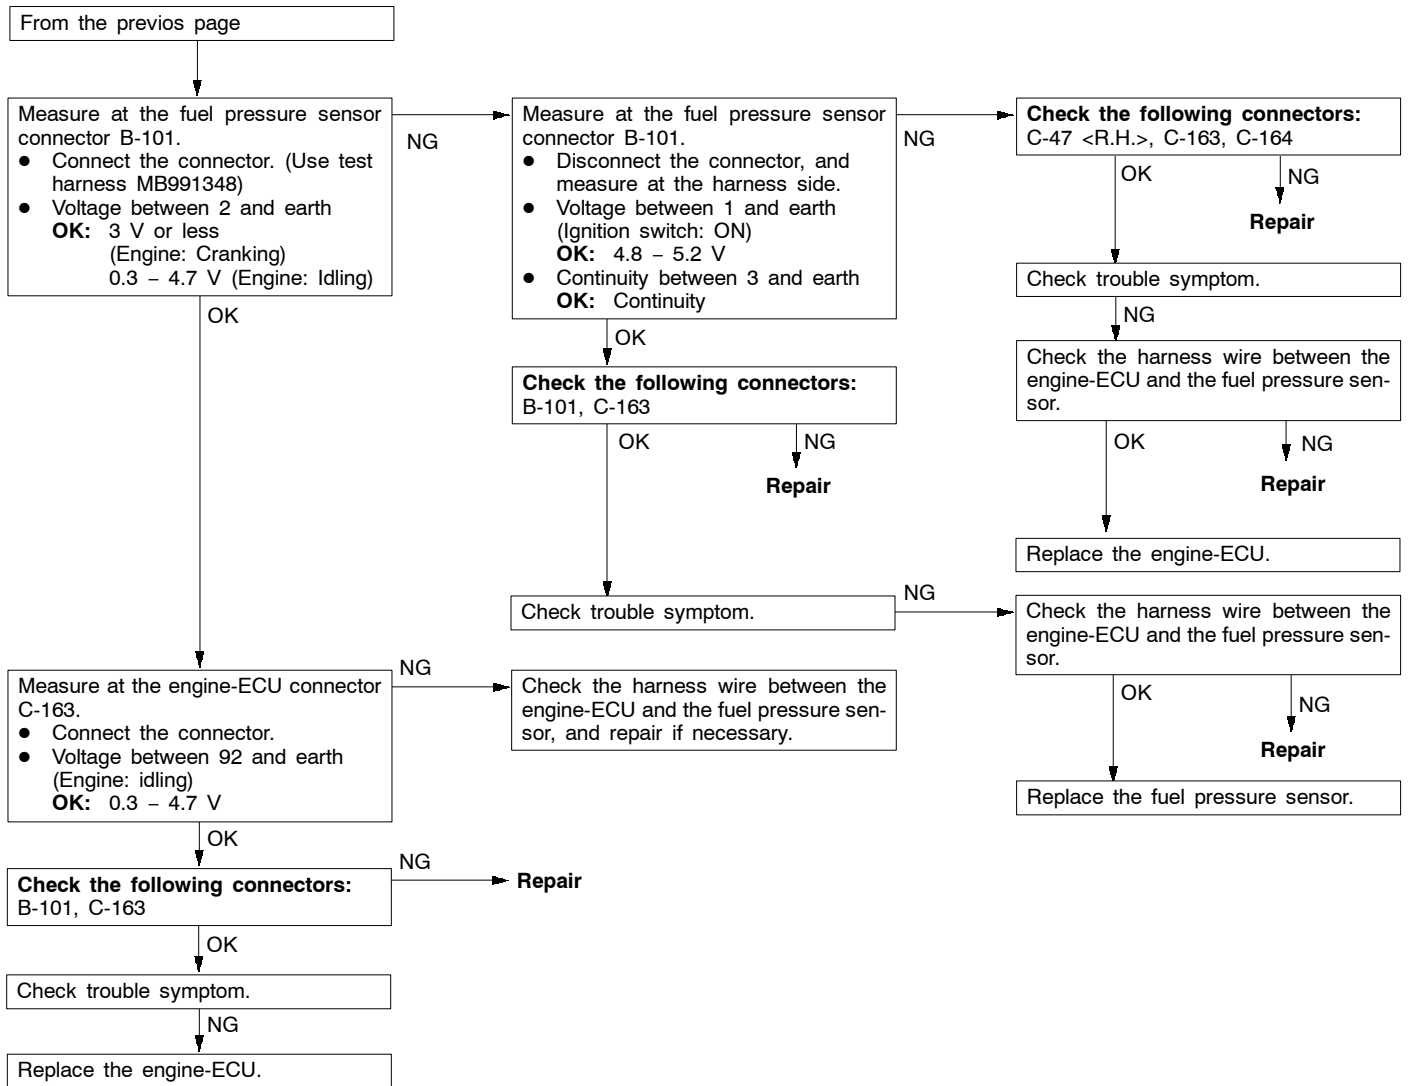 From the previos page
Measure at the fuel pressure sensor
connector B-101.
● Connect the connector. (Use test
harness MB991348)
● Voltage between 2 and earth
OK: 3 V or less
(Engine: Cranking)
0.3 – 4.7 V (Engine: Idling)
NG
OK
Measure at the fuel pressure sensor
connector B-101.
● Disconnect the connector, and
measure at the harness side.
● Voltage between 1 and earth
(Ignition switch: ON)
OK: 4.8 – 5.2 V
● Continuity between 3 and earth
OK: Continuity
NG
OK
Check the following connectors:
C-47 <R.H.>, C-163, C-164
OK
NG
Repair
Check trouble symptom.
NG
Check the harness wire between the
engine-ECU and the fuel pressure sen-
sor.
OK
NG
Repair
Replace the engine-ECU.
Check the following connectors:
B-101, C-163
OK
NG
Repair
Check trouble symptom.
NG
Check the harness wire between the
engine-ECU and the fuel pressure sen-
sor.
OK
NG
Repair
Replace the fuel pressure sensor.
Measure at the engine-ECU connector
C-163.
● Connect the connector.
● Voltage between 92 and earth
(Engine: idling)
OK: 0.3 – 4.7 V
NG
Check the harness wire between the
engine-ECU and the fuel pressure sen-
sor, and repair if necessary.
OK
Check the following connectors:
B-101, C-163
NG
Repair
OK
Check trouble symptom.
NG
Replace the engine-ECU.